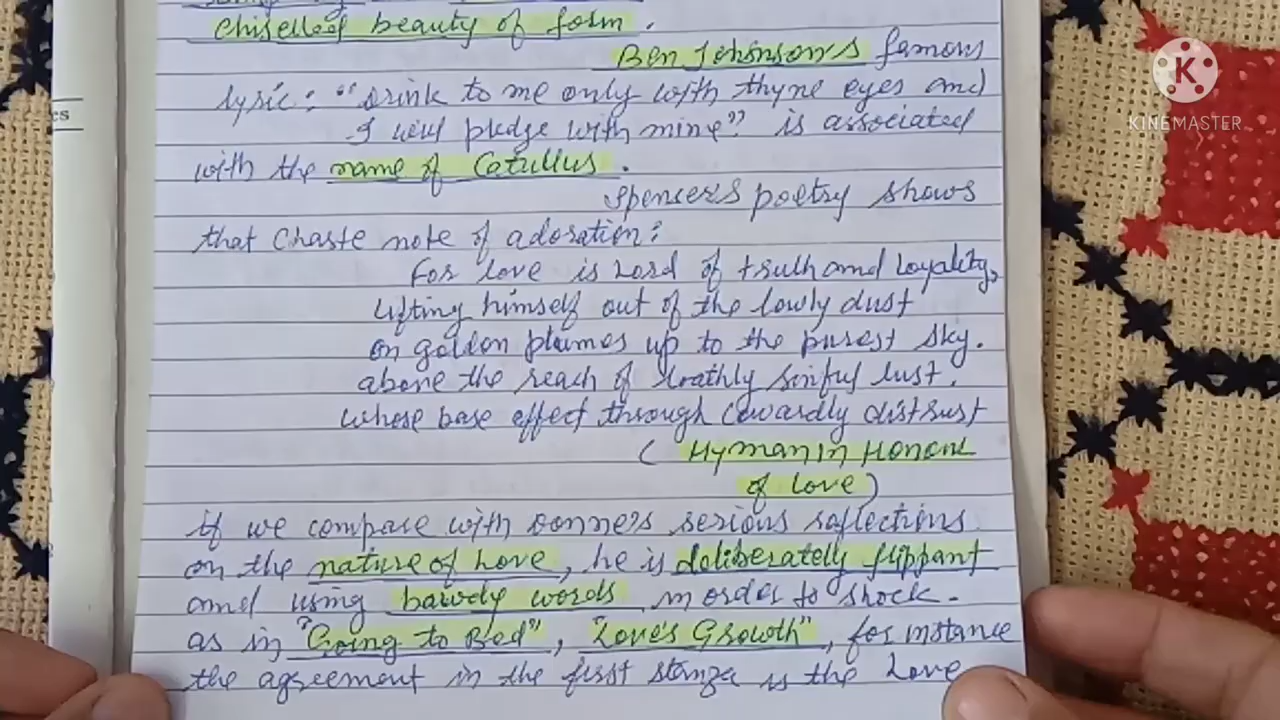 chiselled beauty of form.
Ben Johinson's famous
lyric: "Drink to me only with thyne eyes and
I will pledge with mine" is associated
with the name of Catullus.
Spenser's poetry shows
that chaste note of adoration:
For love is Lord of truth and Loyality,
Lifting himself out of the lowly dust
on golden plumes up to the purest sky.
above the reach of loathly sinful lust.
whose base effect through Cowardly distrust
(Hyman in Honour
of Love)
if we compare with Donne's serious reflections
on the nature of Love, he is deliberately flippant
and using bawdy words in order to shock.
as in "Going to Bed", "Love's Growth", for instance
the agreement in the first stanza is the Love
es
K
KINEMASTER